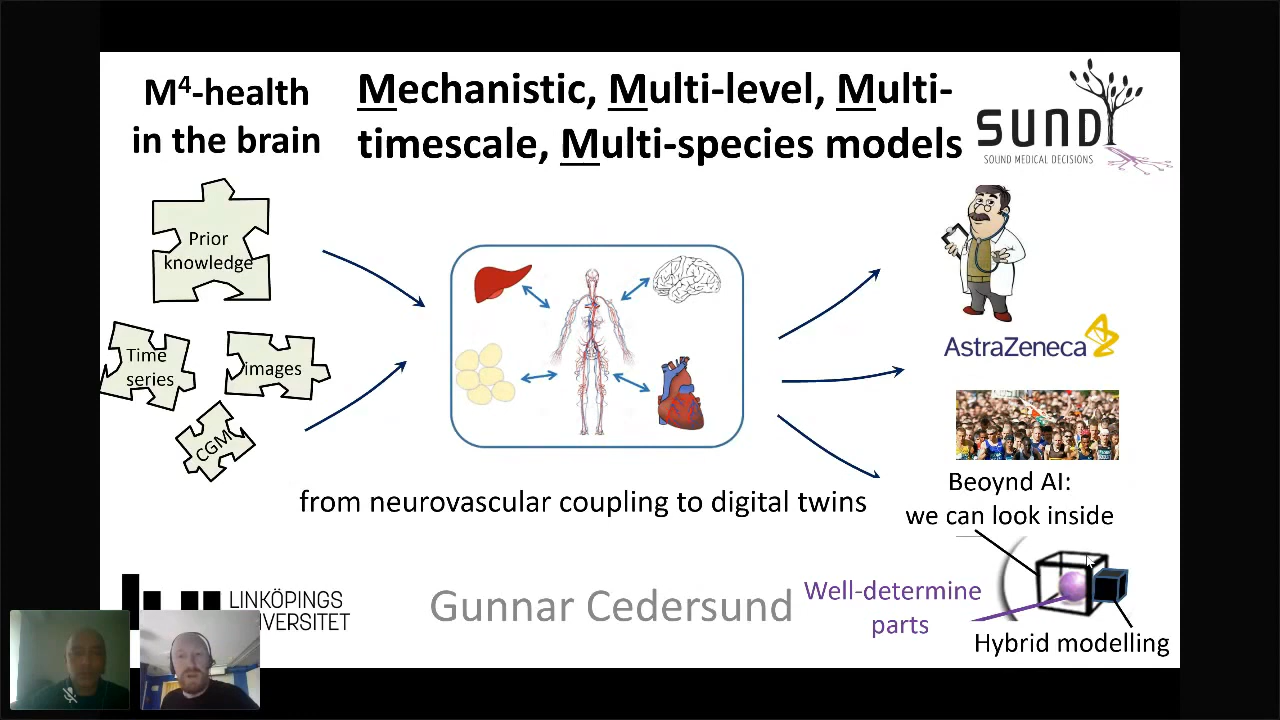 M⁴-health
in the brain
Mechanistic, Multi-level, Multi-
timescale, Multi-species models
SUND
SOUND MEDICAL DECISIONS
Prior
knowledge
Time
series
images
CGM
AstraZeneca
from neurovascular coupling to digital twins
Beoynd AI:
we can look inside
LINKÖPINGS
UNIVERSITET
Gunnar Cedersund
Well-determine
parts
Hybrid modelling